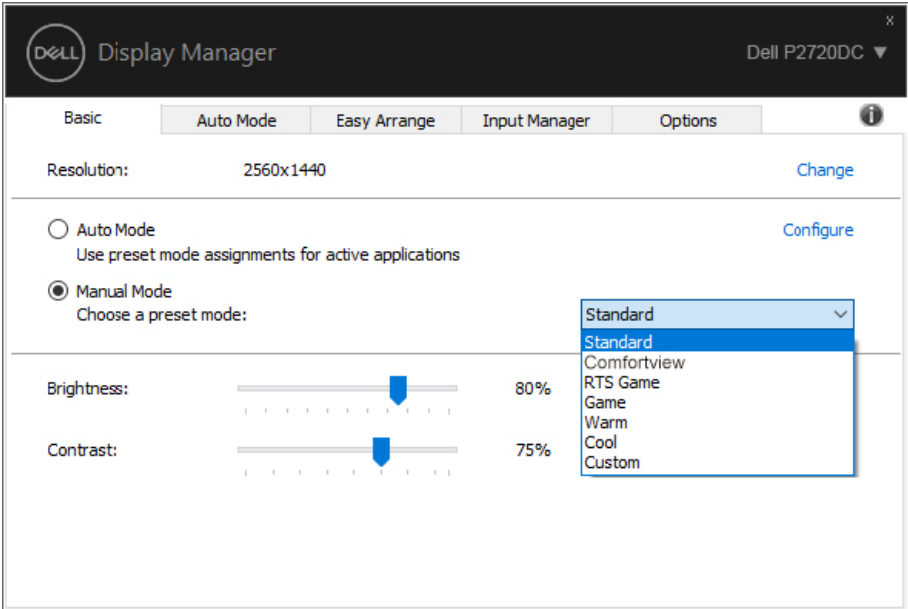 x
DELL Display Manager
Dell P2720DC ▼
Basic Auto Mode Easy Arrange Input Manager Options
Resolution: 2560x1440 Change
Auto Mode Configure
Use preset mode assignments for active applications
Manual Mode
Choose a preset mode: Standard
Standard
Comfortview
RTS Game
Game
Warm
Cool
Custom
Brightness: 80%
Contrast: 75%